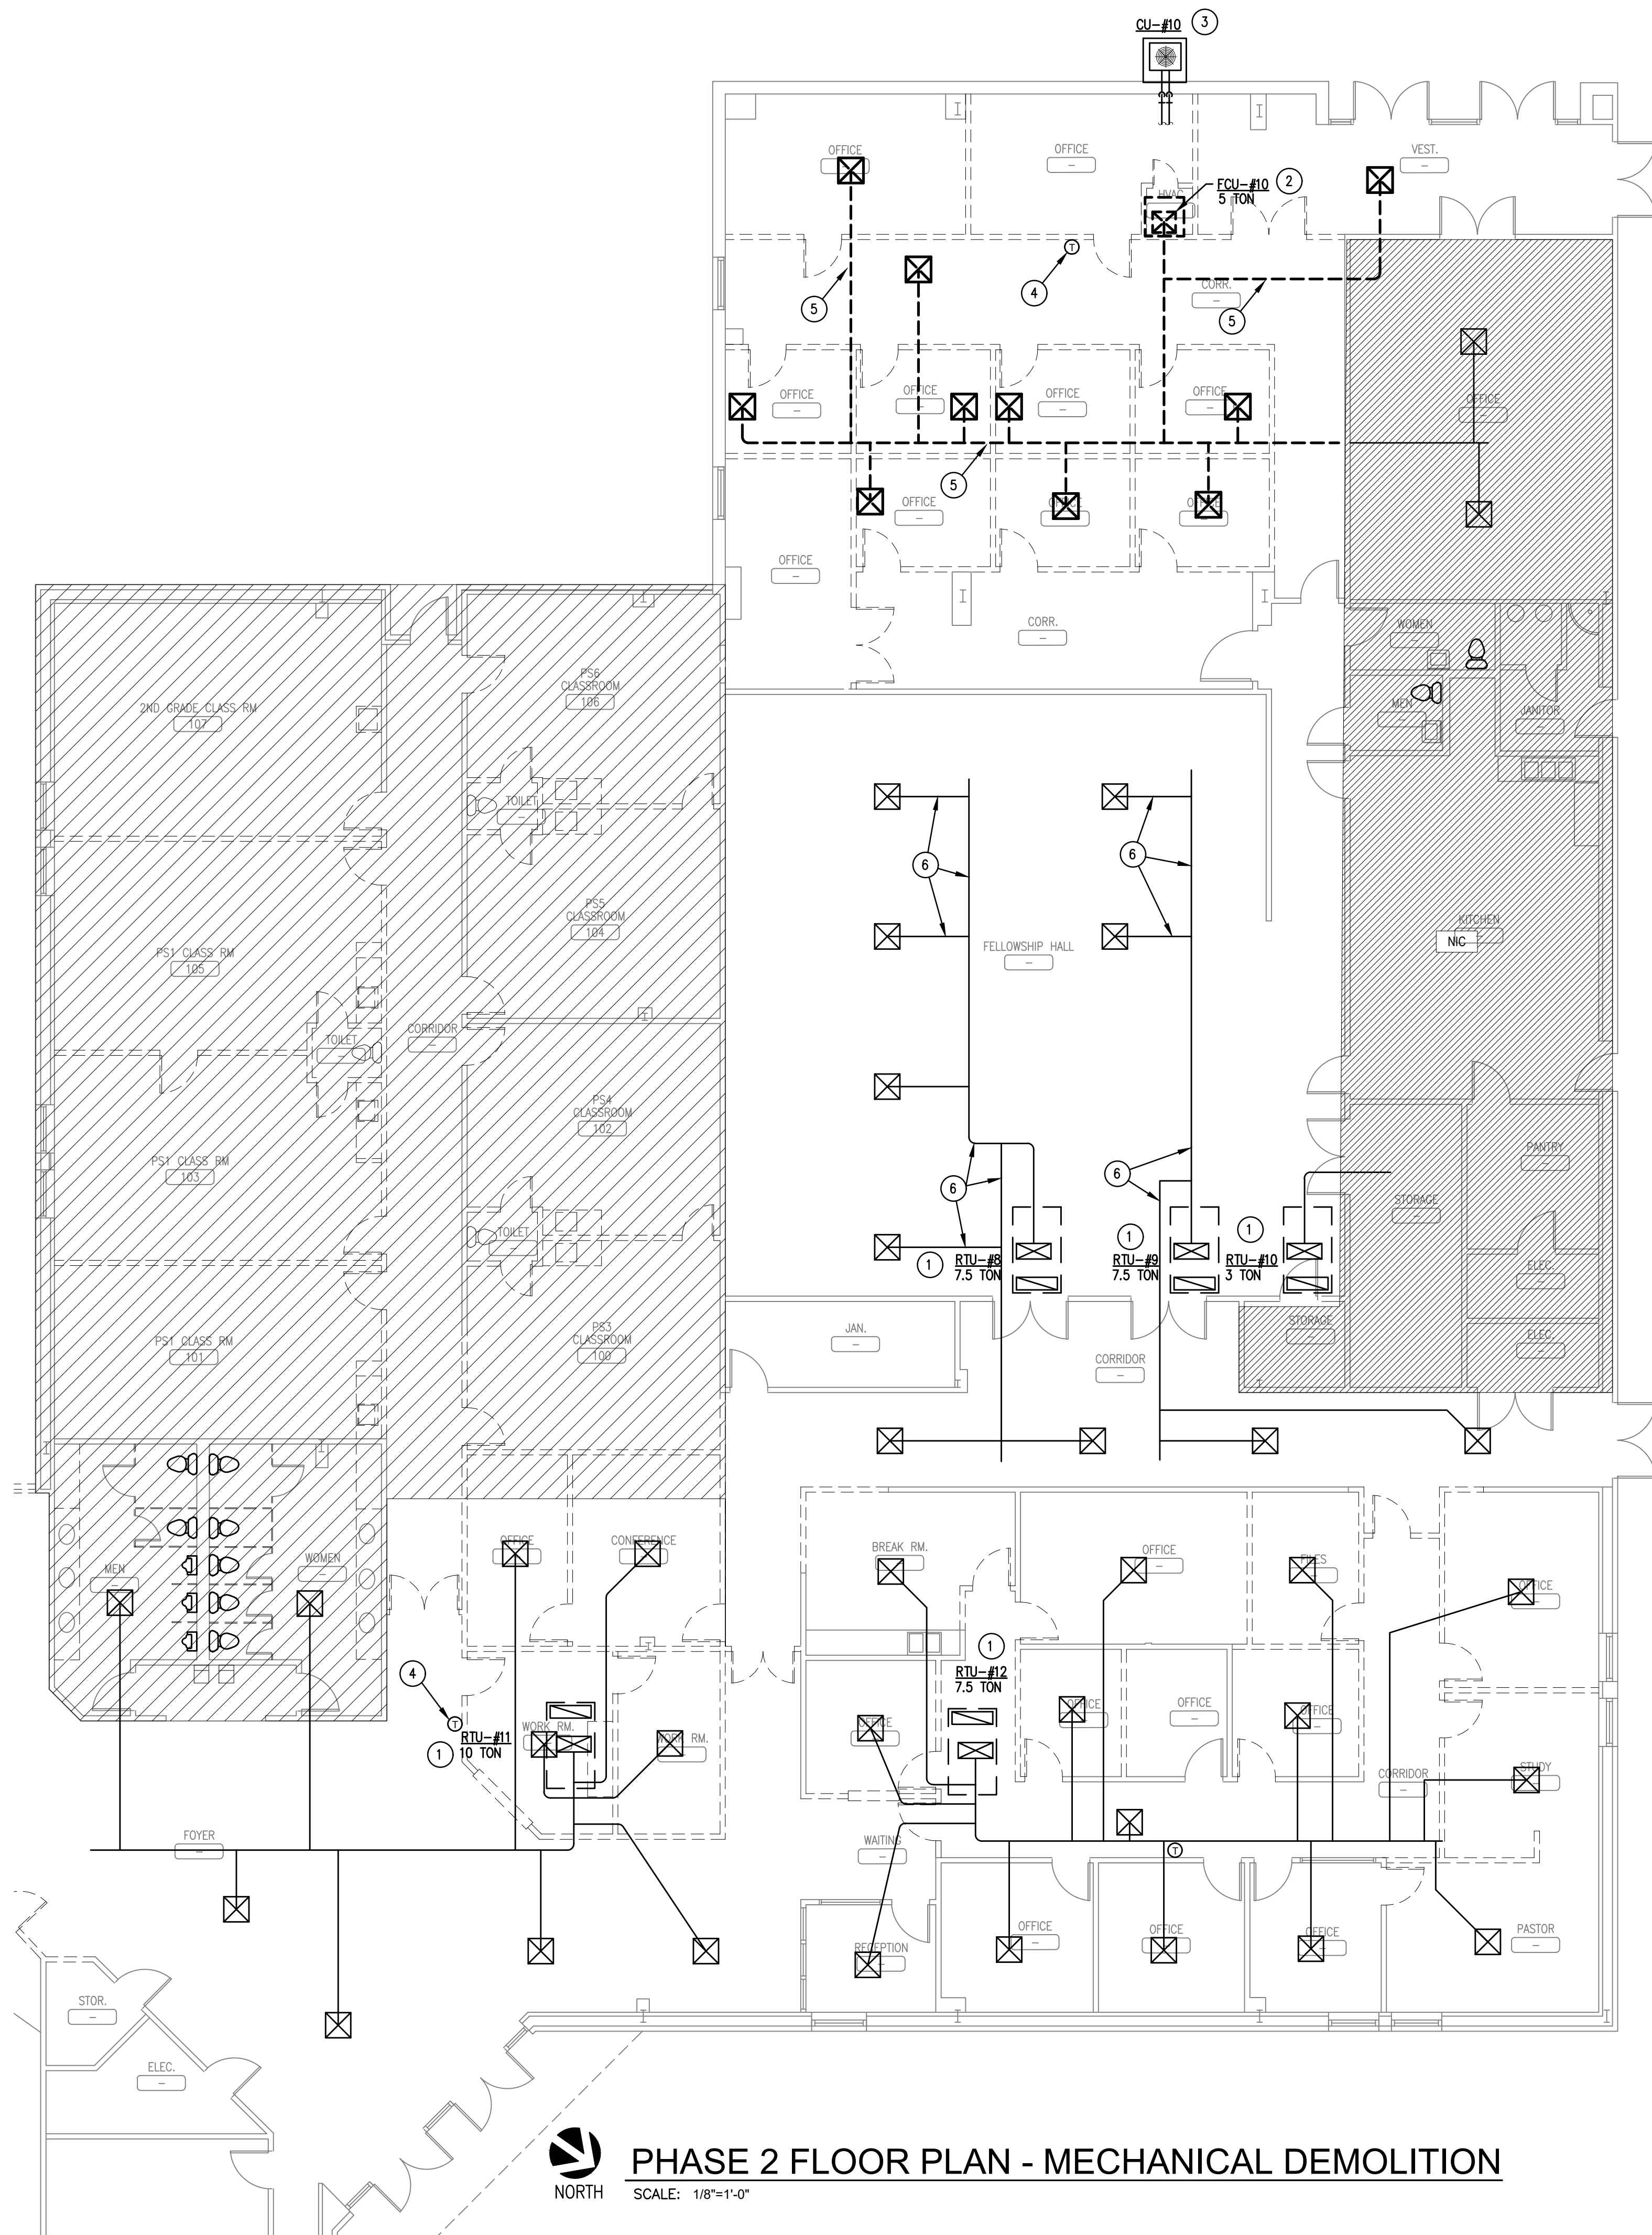 CU-#10
3
OFFICE
–
OFFICE
–
VEST.
–
HVAC
FCU-#10
5 TON
2
T
4
5
CORR.
–
5
OFFICE
–
OFFICE
–
OFFICE
–
OFFICE
–
OFFICE
–
5
OFFICE
–
OFFICE
OFFICE
OFFICE
–
CORR.
–
WOMEN
–
MEN
–
JANITOR
–
2ND GRADE CLASS RM
107
PS6
CLASSROOM
106
TOILET
–
6
6
PS5
CLASSROOM
104
FELLOWSHIP HALL
–
KITCHEN
NIC
PS1 CLASS RM
105
TOILET
–
CORRIDOR
–
PS4
CLASSROOM
102
PS1 CLASS RM
103
6
6
PANTRY
–
STORAGE
–
TOILET
–
1
RTU-#8
7.5 TON
1
RTU-#9
7.5 TON
1
RTU-#10
3 TON
ELEC.
–
STORAGE
–
ELEC.
–
PS3
CLASSROOM
100
PS1 CLASS RM
101
JAN.
–
CORRIDOR
–
OFFICE
CONFERENCE
BREAK RM.
OFFICE
–
FILES
OFFICE
–
MEN
–
WOMEN
–
4
T
RTU-#11
10 TON
1
WORK RM.
WORK RM.
–
1
RTU-#12
7.5 TON
OFFICE
OFFICE
–
OFFICE
–
OFFICE
–
CORRIDOR
–
STUDY
–
FOYER
–
WAITING
–
T
RECEPTION
–
OFFICE
–
OFFICE
OFFICE
–
PASTOR
–
STOR.
–
ELEC.
–
NORTH
PHASE 2 FLOOR PLAN - MECHANICAL DEMOLITION
SCALE: 1/8"=1'-0"